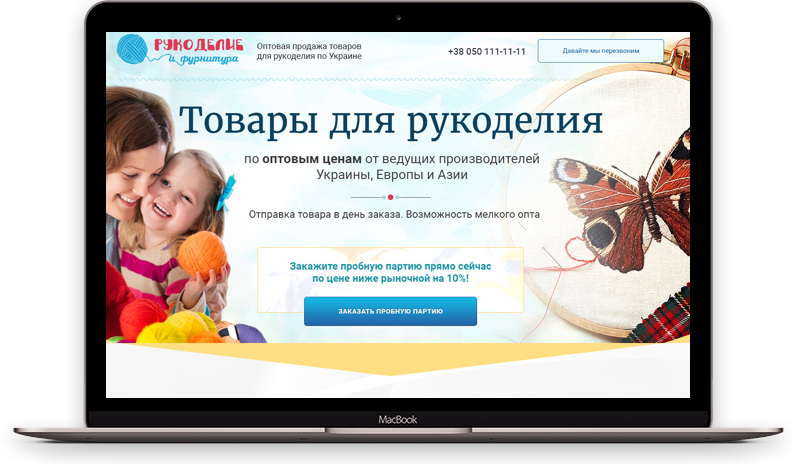 РУКОДЕЛИЕ
и фурнитура
Оптовая продажа товаров
для рукоделия по Украине
+38 050 111-11-11
Давайте мы перезвоним
Товары для рукоделия
по оптовым ценам от ведущих производителей
Украины, Европы и Азии
Отправка товара в день заказа. Возможность мелкого опта
Закажите пробную партию прямо сейчас
по цене ниже рыночной на 10%!
ЗАКАЗАТЬ ПРОБНУЮ ПАРТИЮ
MacBook